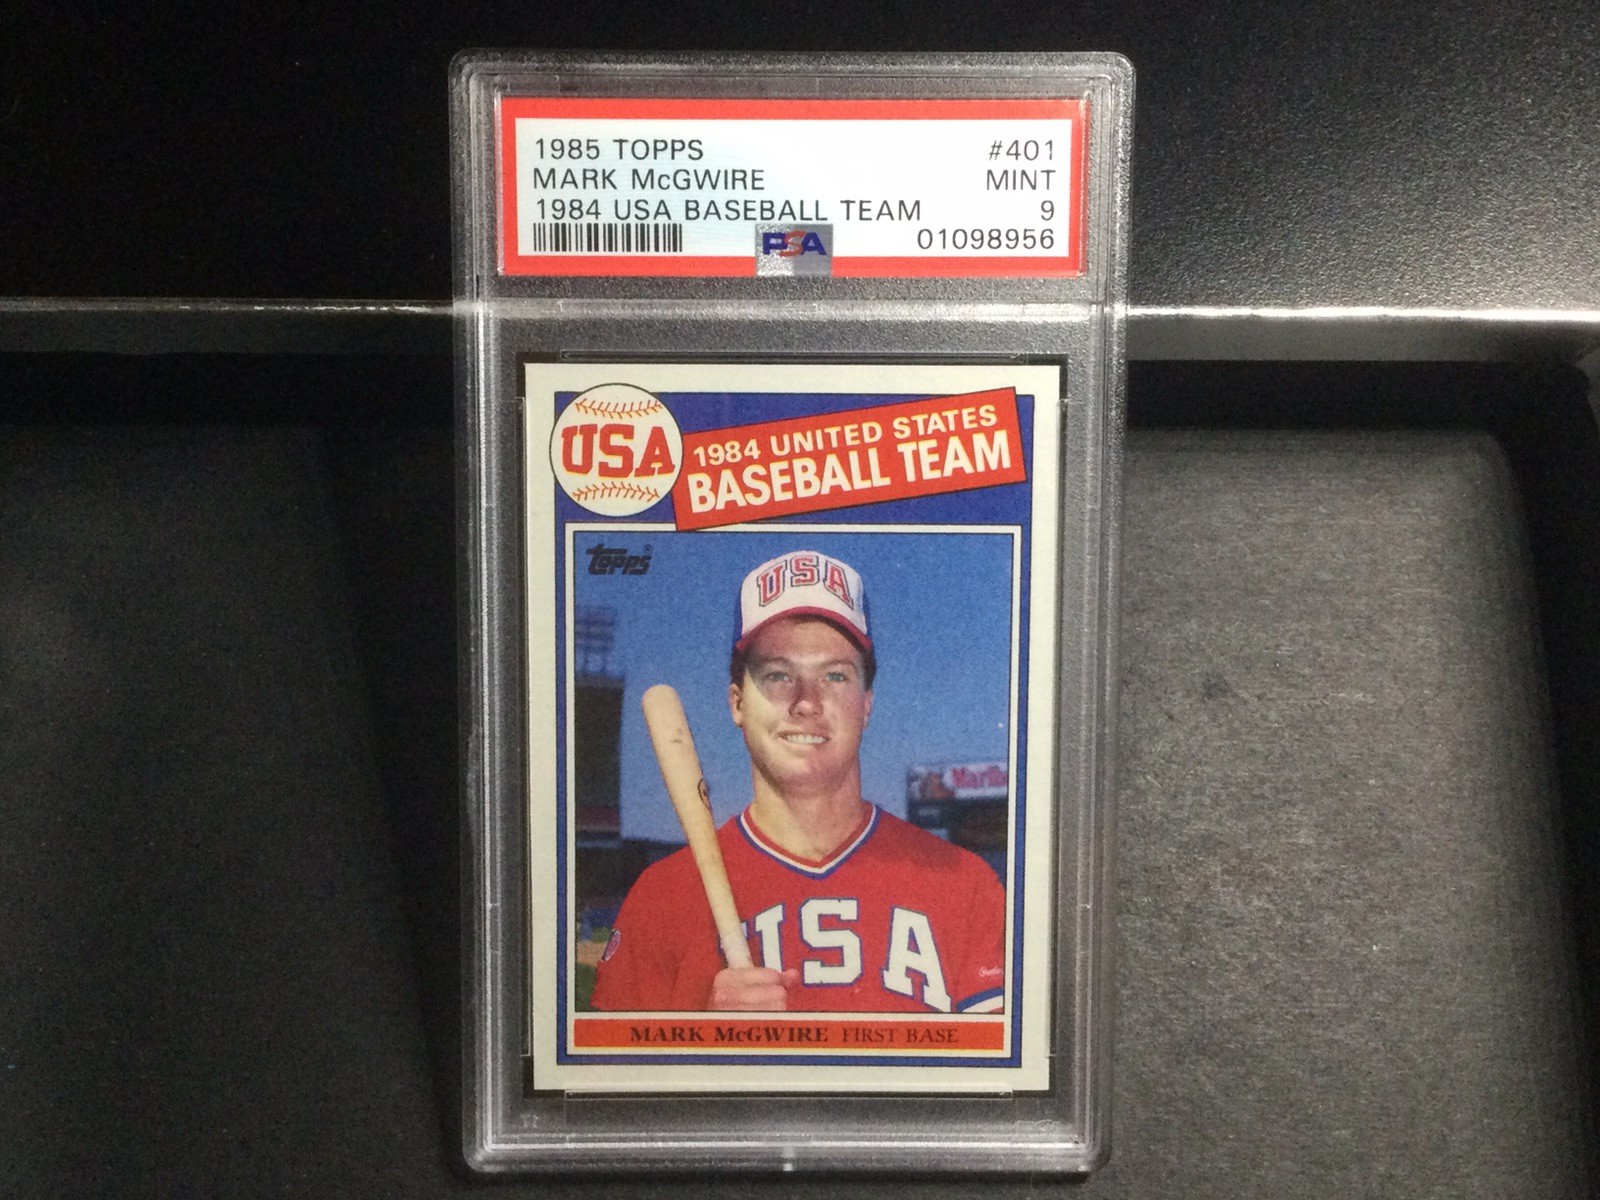 1985 TOPPS #401
MARK McGWIRE MINT
1984 USA BASEBALL TEAM 9
PSA 01098956
USA
1984 UNITED STATES
BASEBALL TEAM
Topps®
USA
Marlbo
USA
MARK McGWIRE FIRST BASE